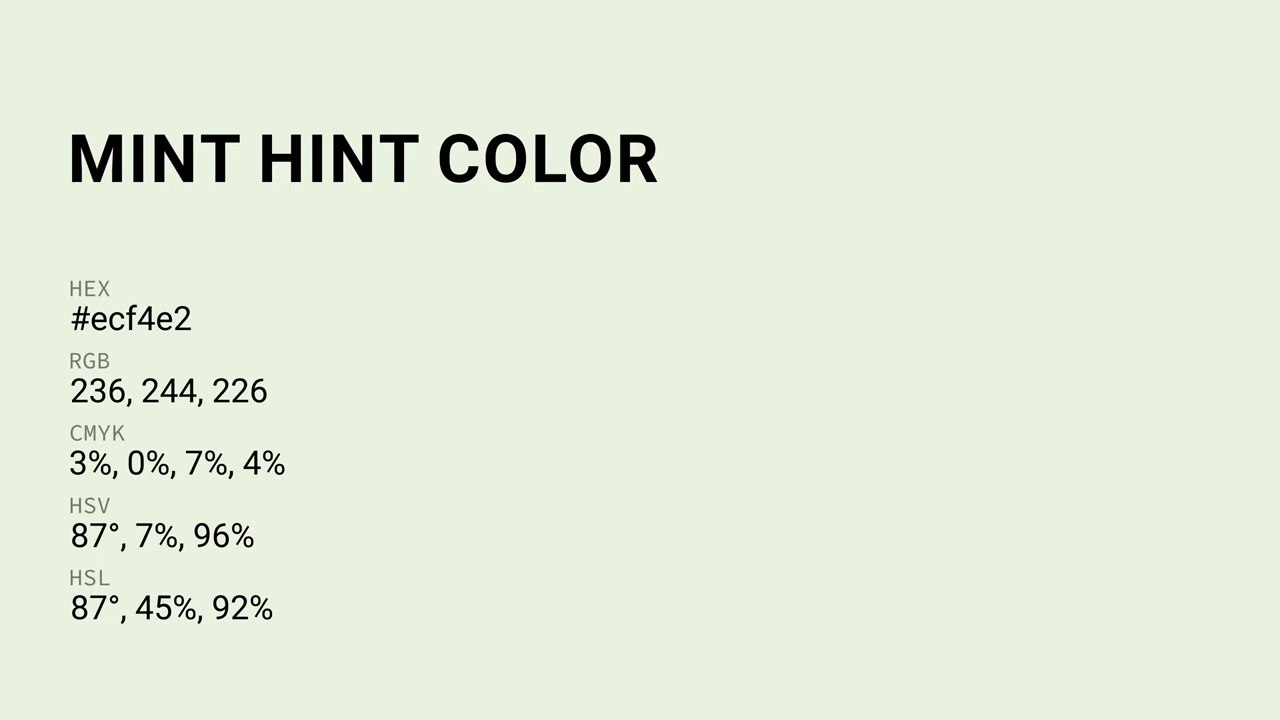 MINT HINT COLOR
HEX
#ecf4e2
RGB
236, 244, 226
CMYK
3%, 0%, 7%, 4%
HSV
87°, 7%, 96%
HSL
87°, 45%, 92%